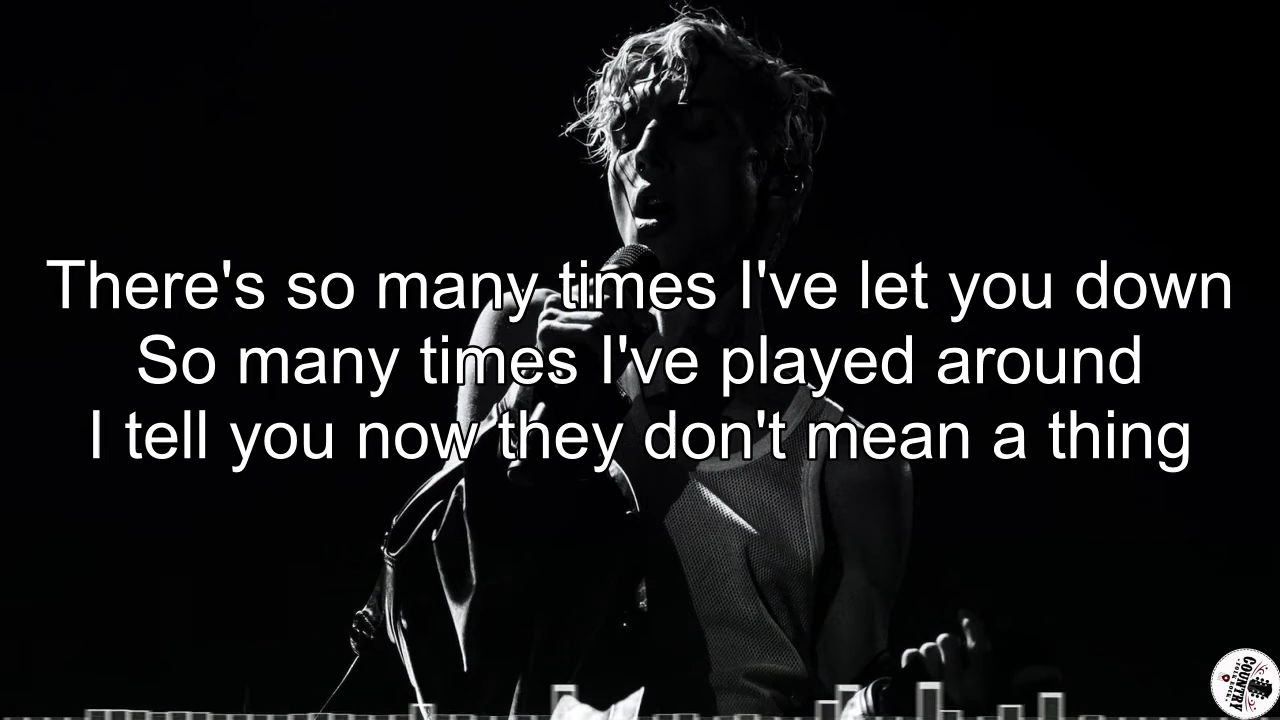 There's so many times I've let you down
So many times I've played around
I tell you now they don't mean a thing
COUNTRY